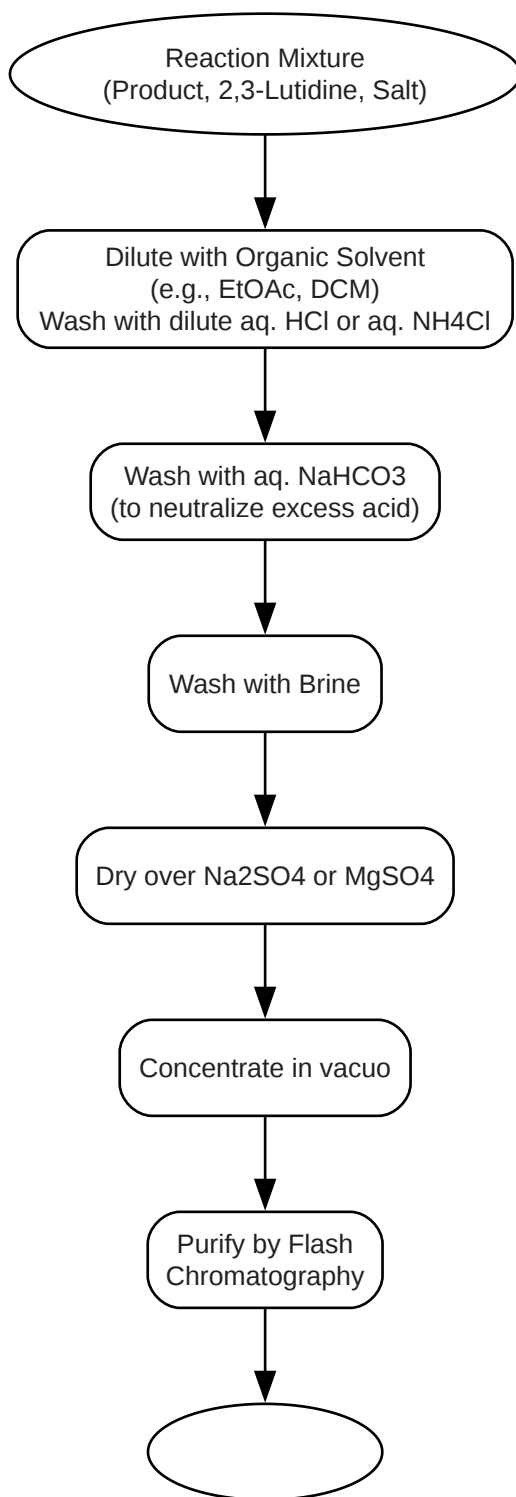 Reaction Mixture
(Product, 2,3-Lutidine, Salt)
Dilute with Organic Solvent
(e.g., EtOAc, DCM)
Wash with dilute aq. HCl or aq. NH4Cl
Wash with aq. NaHCO3
(to neutralize excess acid)
Wash with Brine
Dry over Na2SO4 or MgSO4
Concentrate in vacuo
Purify by Flash
Chromatography